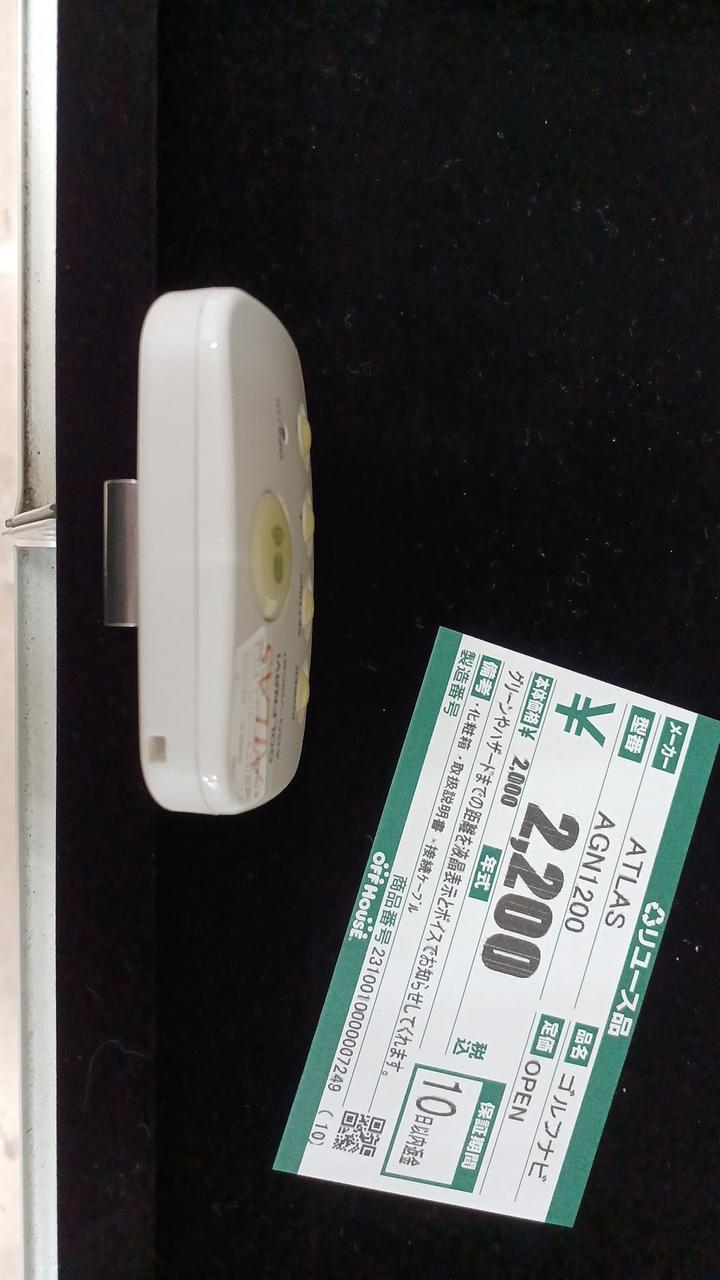 リユース品
メーカー ATLAS 品名 ゴルフナビ
型番 AGN1200 定価 OPEN
¥ 2,200 税込
本体価格¥ 2,000 年式
保証期間
10日以内返金
グリーンやハザードまでの距離を液晶表示とボイスでお知らせしてくれます。
備考 ・化粧箱・取扱説明書・接続ケーブル
製造番号
商品番号 2310010000007249 (10)
OFF HOUSE